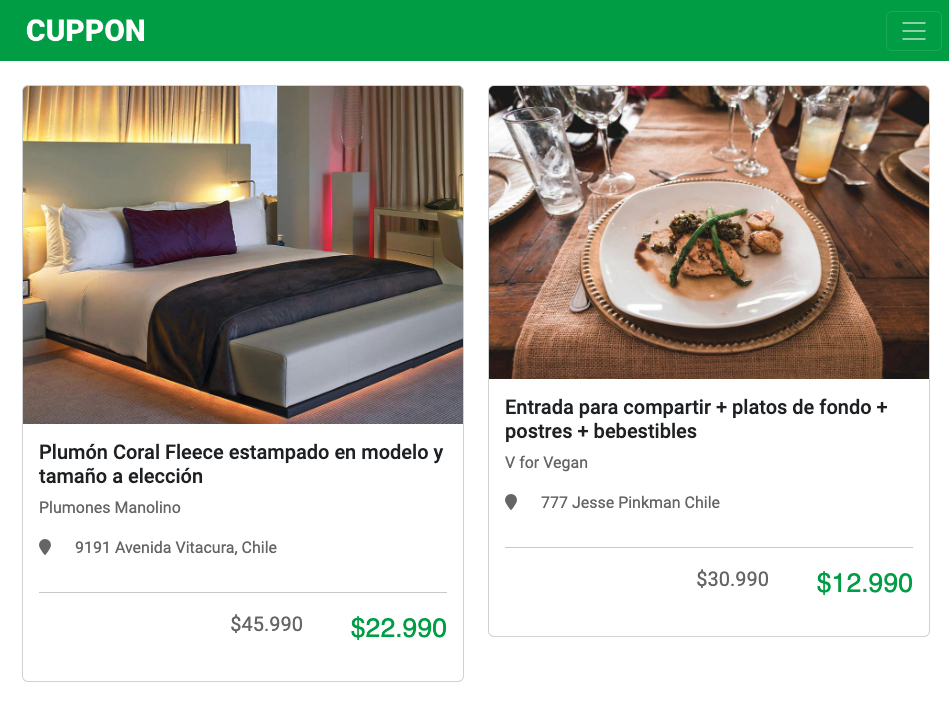 CUPPON
Plumón Coral Fleece estampado en modelo y
tamaño a elección
Plumones Manolino
9191 Avenida Vitacura, Chile
$45.990 $22.990
Entrada para compartir + platos de fondo +
postres + bebestibles
V for Vegan
777 Jesse Pinkman Chile
$30.990 $12.990